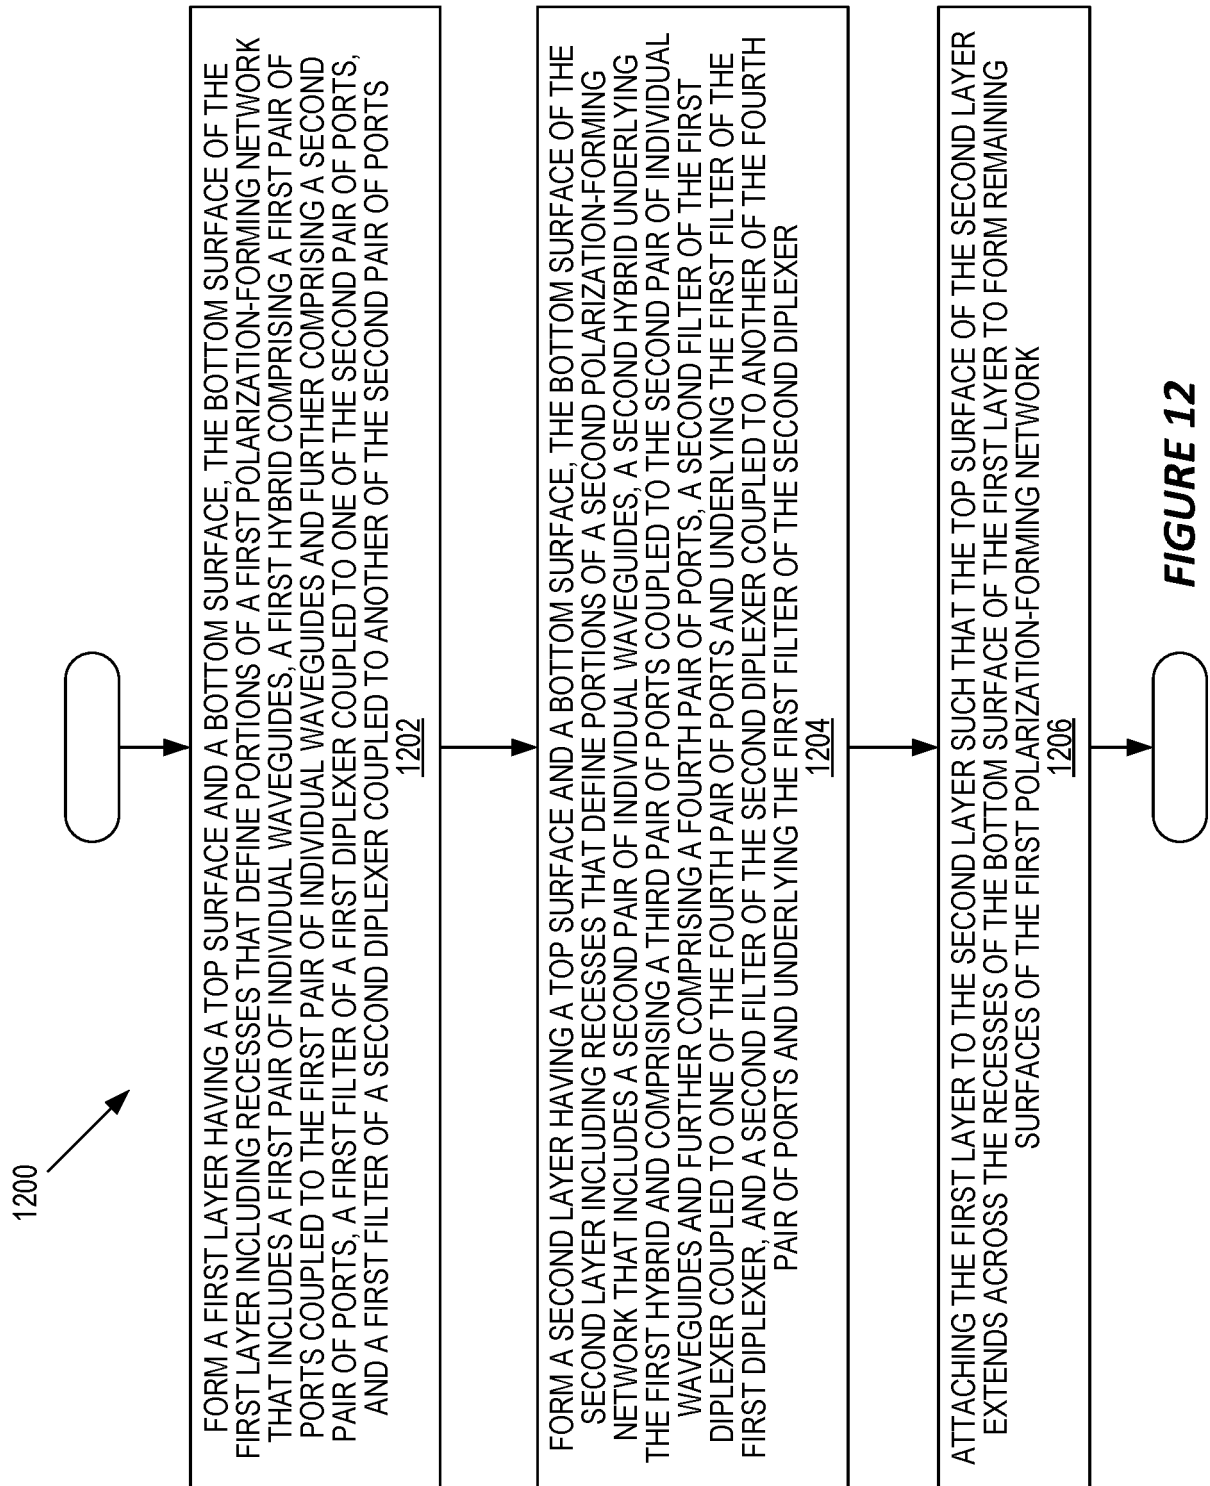 1200
FORM A FIRST LAYER HAVING A TOP SURFACE AND A BOTTOM SURFACE, THE BOTTOM SURFACE OF THE
FIRST LAYER INCLUDING RECESSES THAT DEFINE PORTIONS OF A FIRST POLARIZATION-FORMING NETWORK
THAT INCLUDES A FIRST PAIR OF INDIVIDUAL WAVEGUIDES, A FIRST HYBRID COMPRISING A FIRST PAIR OF
PORTS COUPLED TO THE FIRST PAIR OF INDIVIDUAL WAVEGUIDES AND FURTHER COMPRISING A SECOND
PAIR OF PORTS, A FIRST FILTER OF A FIRST DIPLEXER COUPLED TO ONE OF THE SECOND PAIR OF PORTS,
AND A FIRST FILTER OF A SECOND DIPLEXER COUPLED TO ANOTHER OF THE SECOND PAIR OF PORTS
1202
FORM A SECOND LAYER HAVING A TOP SURFACE AND A BOTTOM SURFACE, THE BOTTOM SURFACE OF THE
SECOND LAYER INCLUDING RECESSES THAT DEFINE PORTIONS OF A SECOND POLARIZATION-FORMING
NETWORK THAT INCLUDES A SECOND PAIR OF INDIVIDUAL WAVEGUIDES, A SECOND HYBRID UNDERLYING
THE FIRST HYBRID AND COMPRISING A THIRD PAIR OF PORTS COUPLED TO THE SECOND PAIR OF INDIVIDUAL
WAVEGUIDES AND FURTHER COMPRISING A FOURTH PAIR OF PORTS, A SECOND FILTER OF THE FIRST
DIPLEXER COUPLED TO ONE OF THE FOURTH PAIR OF PORTS AND UNDERLYING THE FIRST FILTER OF THE
FIRST DIPLEXER, AND A SECOND FILTER OF THE SECOND DIPLEXER COUPLED TO ANOTHER OF THE FOURTH
PAIR OF PORTS AND UNDERLYING THE FIRST FILTER OF THE SECOND DIPLEXER
1204
ATTACHING THE FIRST LAYER TO THE SECOND LAYER SUCH THAT THE TOP SURFACE OF THE SECOND LAYER
EXTENDS ACROSS THE RECESSES OF THE BOTTOM SURFACE OF THE FIRST LAYER TO FORM REMAINING
SURFACES OF THE FIRST POLARIZATION-FORMING NETWORK
1206
FIGURE 12